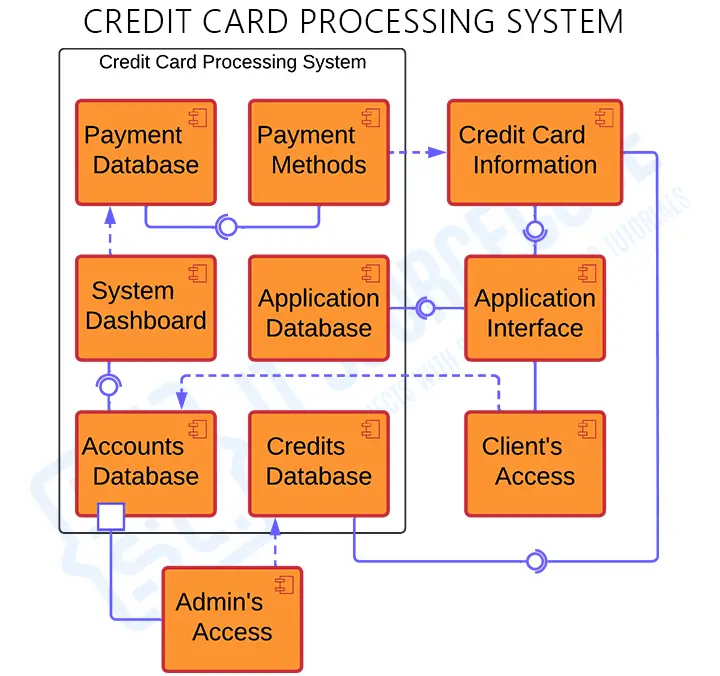 CREDIT CARD PROCESSING SYSTEM
Credit Card Processing System
Payment
Database
Payment
Methods
Credit Card
Information
System
Dashboard
Application
Database
Application
Interface
Accounts
Database
Credits
Database
Client's
Access
Admin's
Access
TUTORIALS